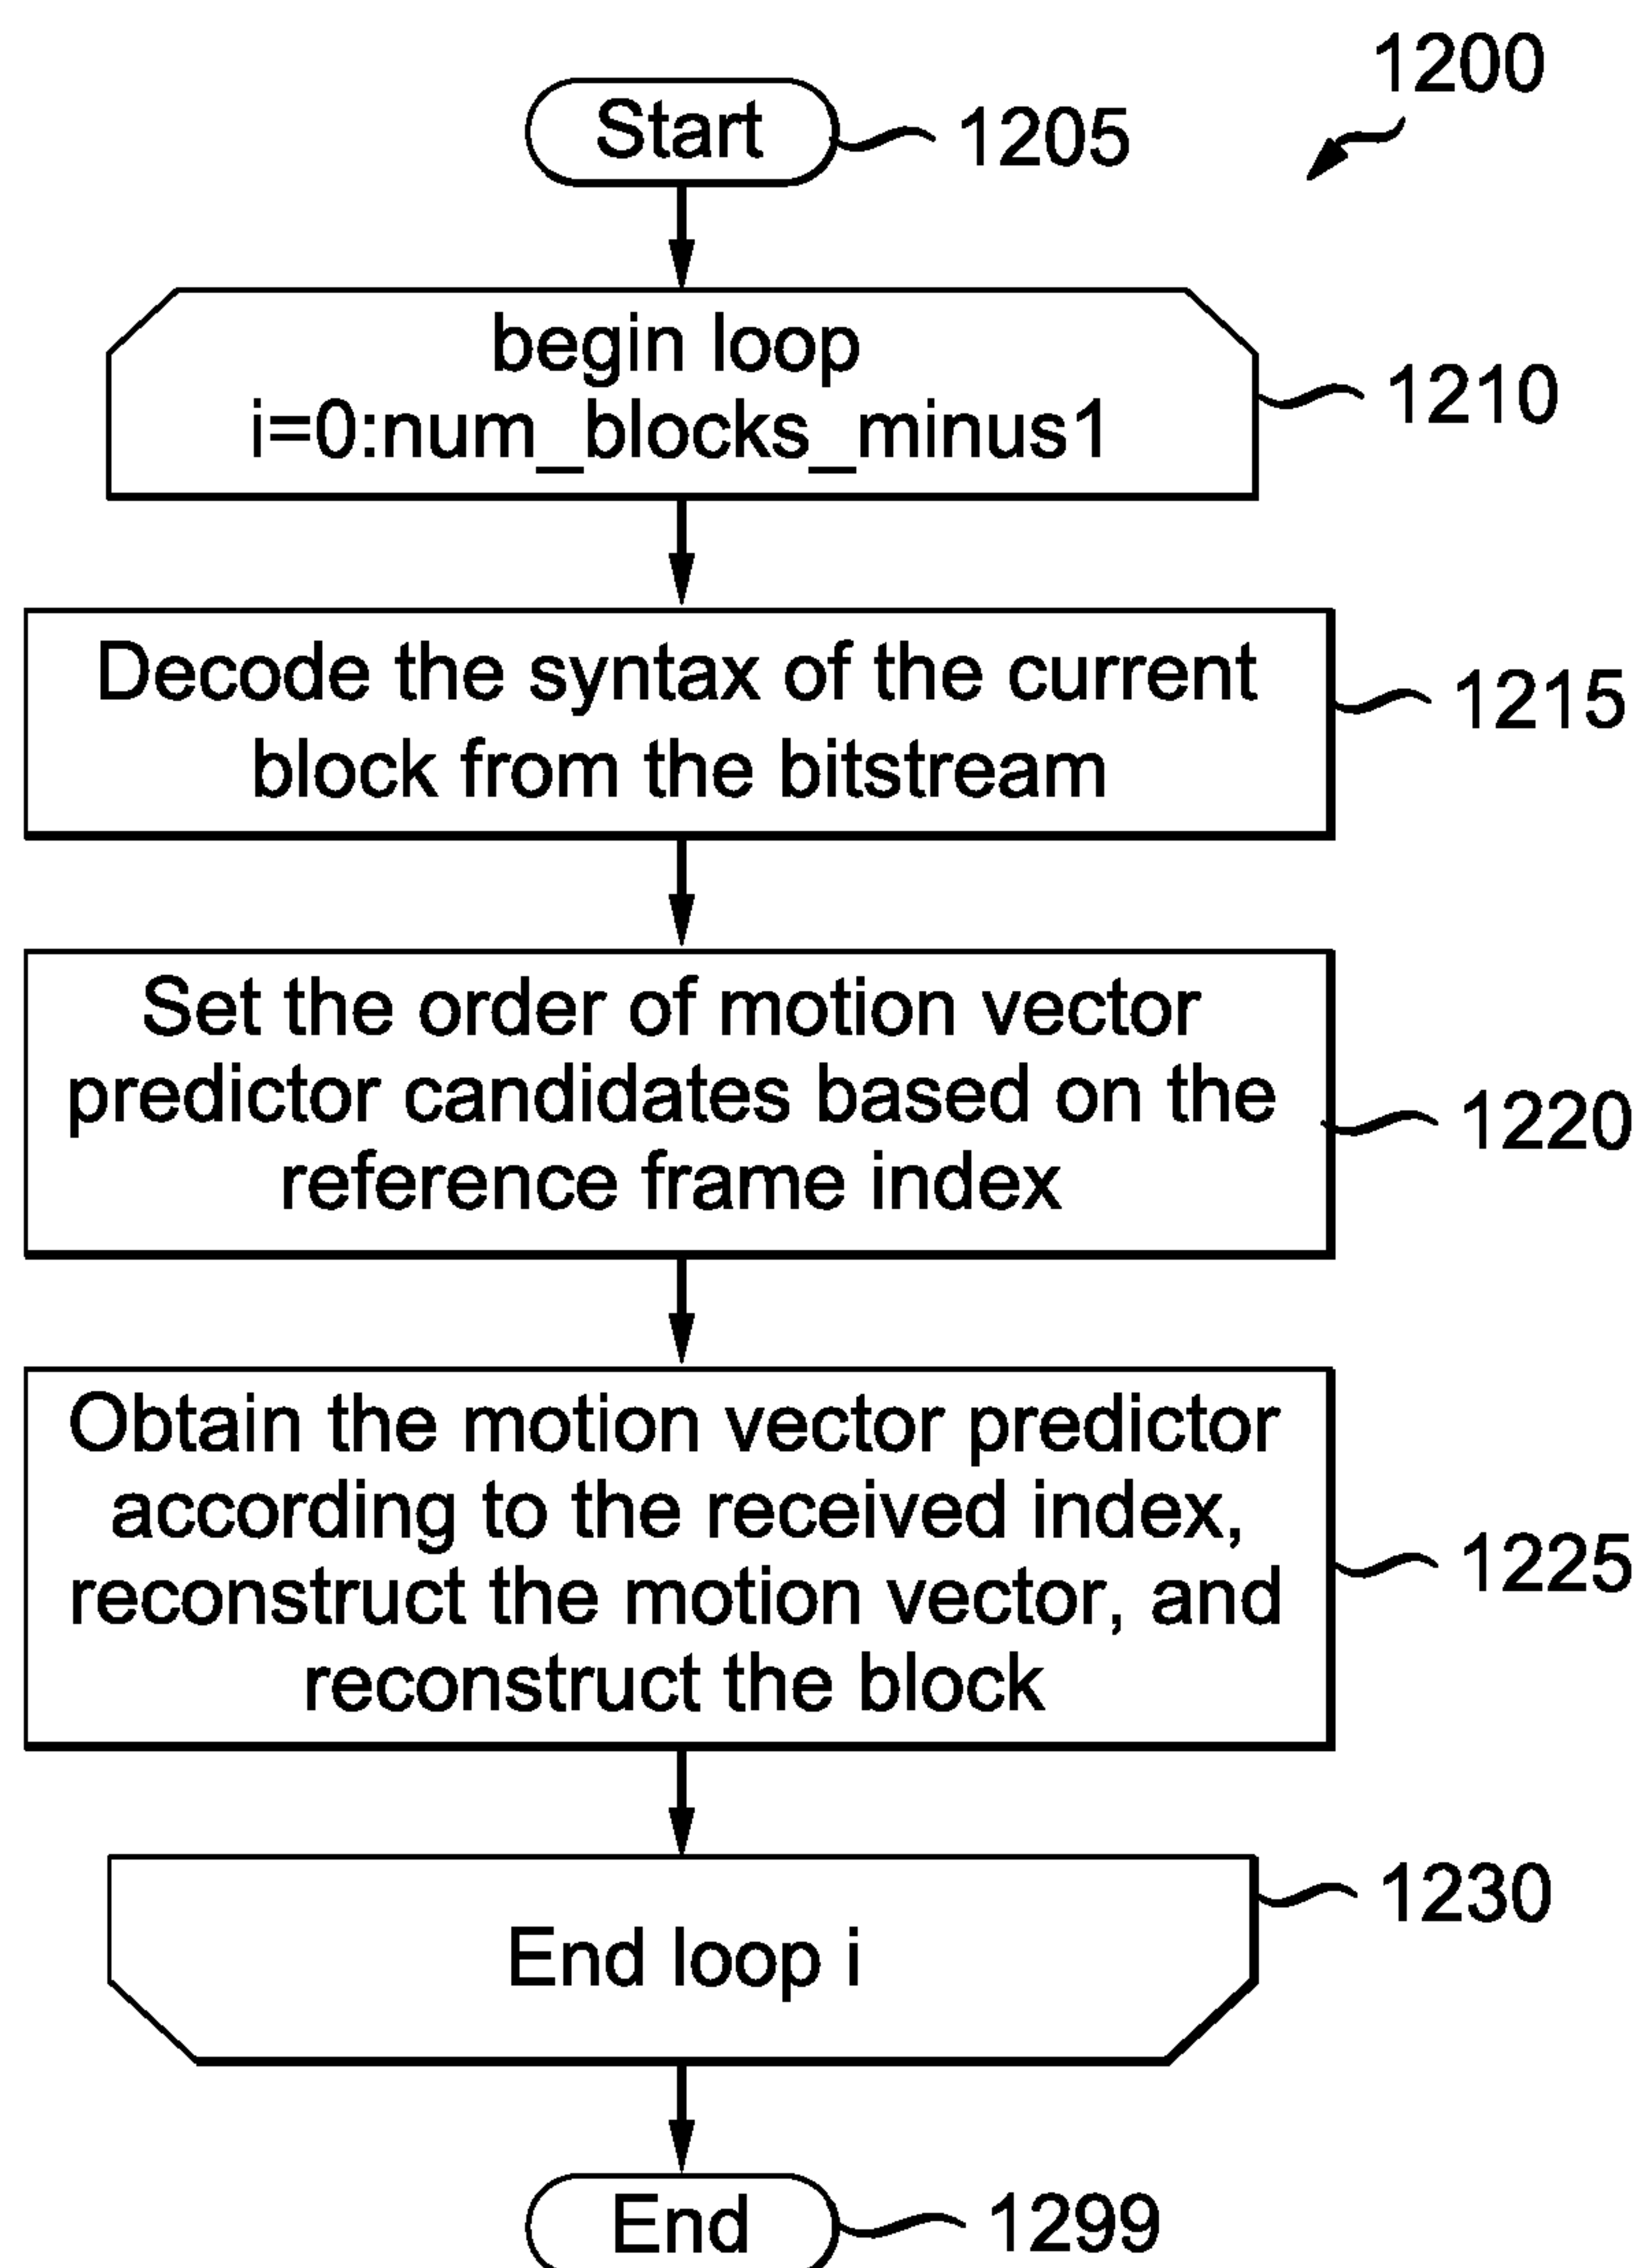 1200
Start
1205
begin loop
i=0:num_blocks_minus1
1210
Decode the syntax of the current
block from the bitstream
1215
Set the order of motion vector
predictor candidates based on the
reference frame index
1220
Obtain the motion vector predictor
according to the received index,
reconstruct the motion vector, and
reconstruct the block
1225
End loop i
1230
End
1299